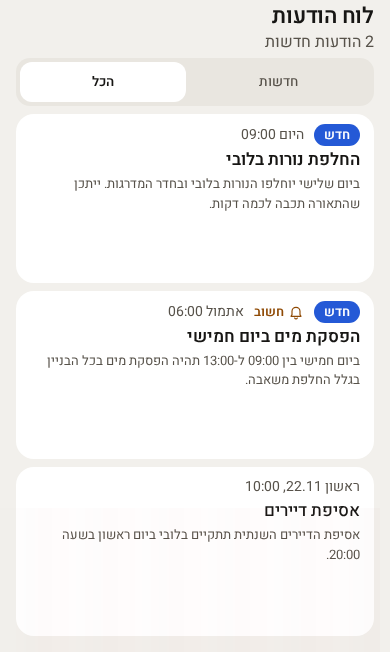 לוח הודעות
2 הודעות חדשות
חדשות
הכל
חדש היום 09:00
החלפת נורות בלובי
ביום שלישי יוחלפו הנורות בלובי ובחדר המדרגות. ייתכן
שהתאורה תכבה לכמה דקות.
חדש חשוב אתמול 06:00
הפסקת מים ביום חמישי
ביום חמישי בין 09:00 ל-13:00 תהיה הפסקת מים בכל הבניין
בגלל החלפת משאבה.
ראשון 22.11, 10:00
אסיפת דיירים
אסיפת הדיירים השנתית תתקיים בלובי ביום ראשון בשעה
20:00.